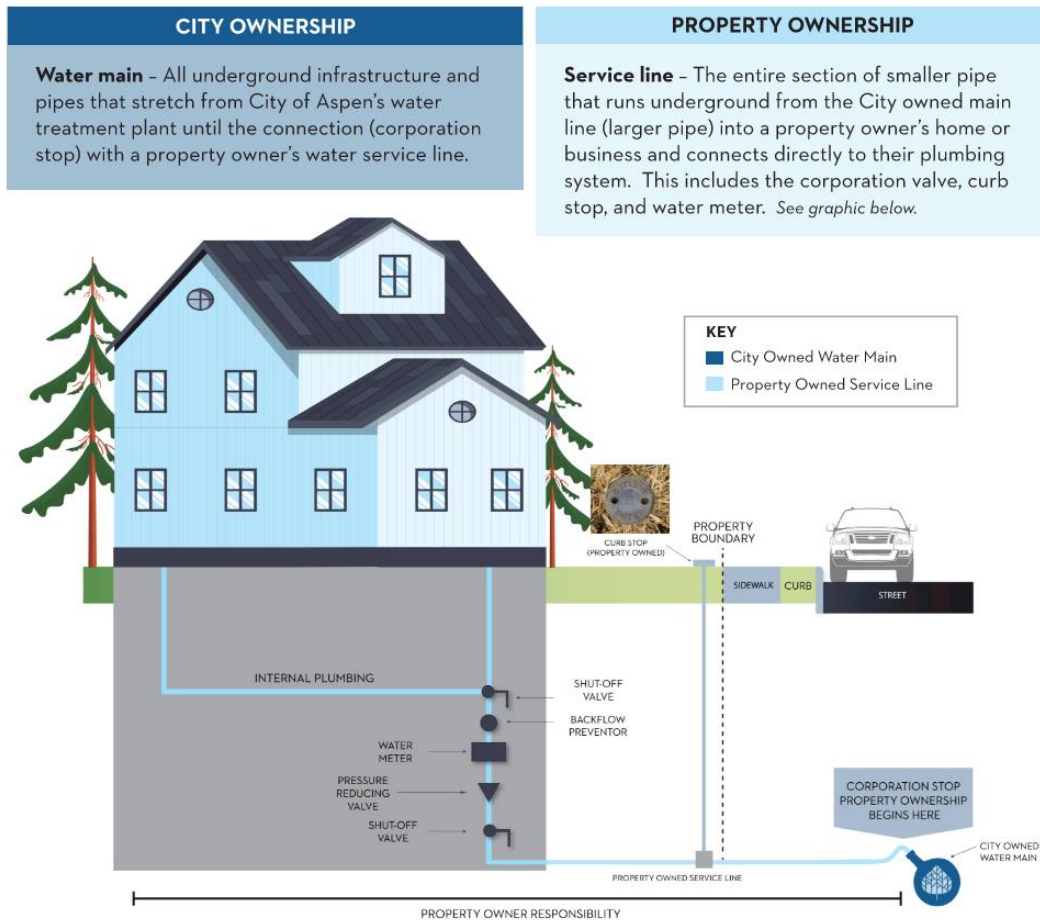 CITY OWNERSHIP
Water main – All underground infrastructure and
pipes that stretch from City of Aspen's water
treatment plant until the connection (corporation
stop) with a property owner's water service line.
PROPERTY OWNERSHIP
Service line – The entire section of smaller pipe
that runs underground from the City owned main
line (larger pipe) into a property owner's home or
business and connects directly to their plumbing
system. This includes the corporation valve, curb
stop, and water meter. See graphic below.
KEY
City Owned Water Main
Property Owned Service Line
CURB STOP
(PROPERTY OWNED)
PROPERTY
BOUNDARY
SIDEWALK
CURB
STREET
INTERNAL PLUMBING
SHUT-OFF
VALVE
BACKFLOW
PREVENTOR
WATER
METER
PRESSURE
REDUCING
VALVE
SHUT-OFF
VALVE
CORPORATION STOP
PROPERTY OWNERSHIP
BEGINS HERE
CITY OWNED
WATER MAIN
PROPERTY OWNED SERVICE LINE
PROPERTY OWNER RESPONSIBILITY